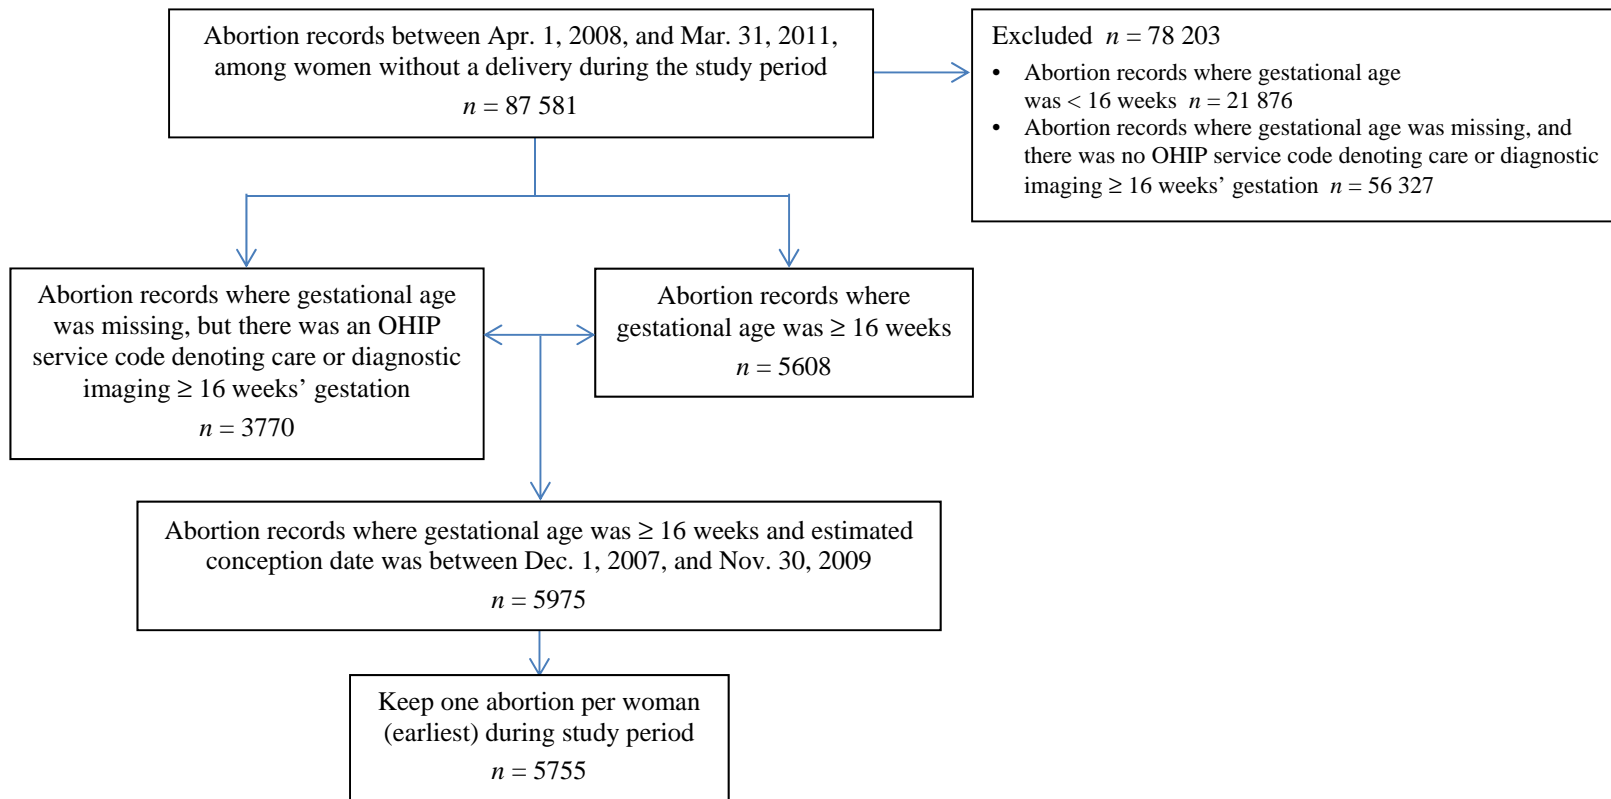 Abortion records between Apr. 1, 2008, and Mar. 31, 2011,
among women without a delivery during the study period
n = 87 581
Excluded n = 78 203
• Abortion records where gestational age
was < 16 weeks n = 21 876
• Abortion records where gestational age was missing, and
there was no OHIP service code denoting care or diagnostic
imaging ≥ 16 weeks’ gestation n = 56 327
Abortion records where gestational age
was missing, but there was an OHIP
service code denoting care or diagnostic
imaging ≥ 16 weeks’ gestation
n = 3770
Abortion records where
gestational age was ≥ 16 weeks
n = 5608
Abortion records where gestational age was ≥ 16 weeks and estimated
conception date was between Dec. 1, 2007, and Nov. 30, 2009
n = 5975
Keep one abortion per woman
(earliest) during study period
n = 5755